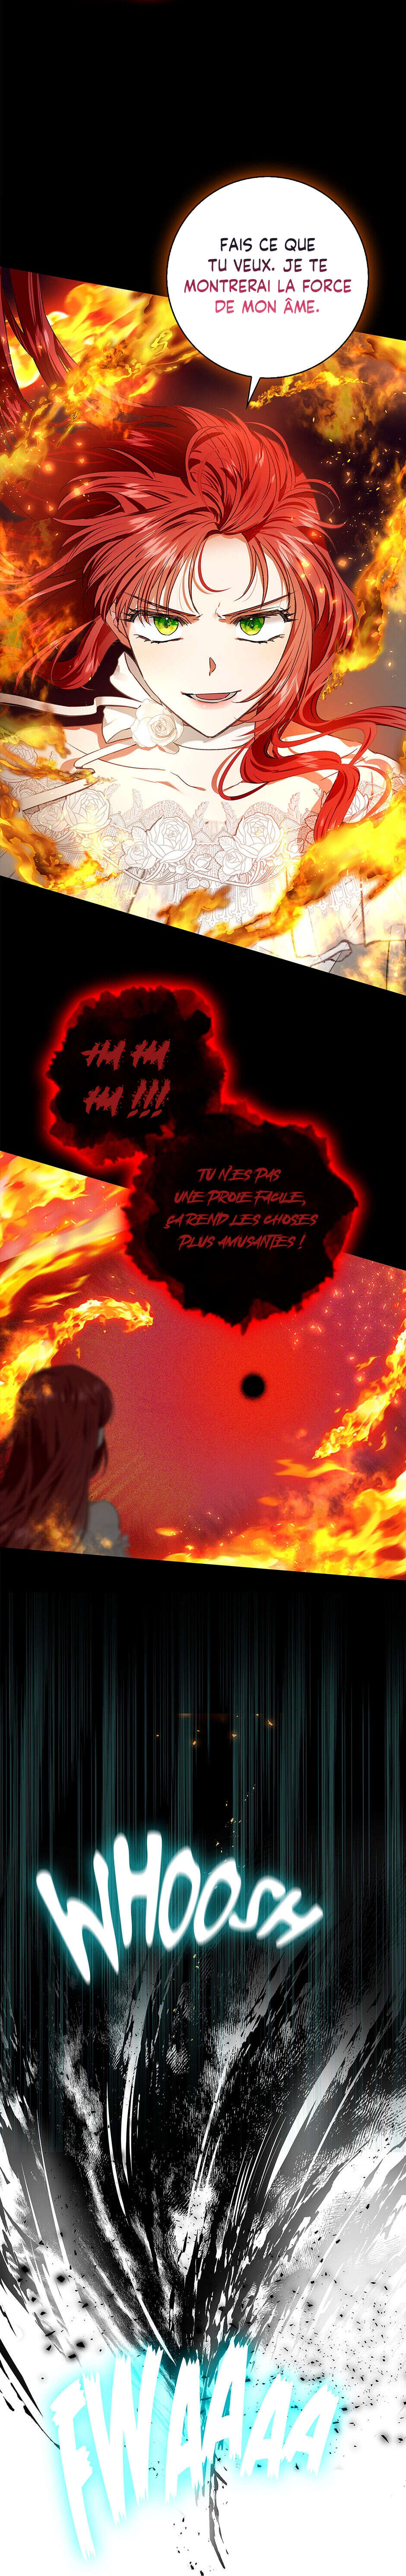 FAIS CE QUE
TU VEUX. JE TE
MONTRERAI LA FORCE
DE MON ÂME.
HA HA
HA !!!
TU N'ES PAS
UNE PROIE FACILE,
ÇA REND LES CHOSES
PLUS AMUSANTES !
WHOOSH
FWAAAAA